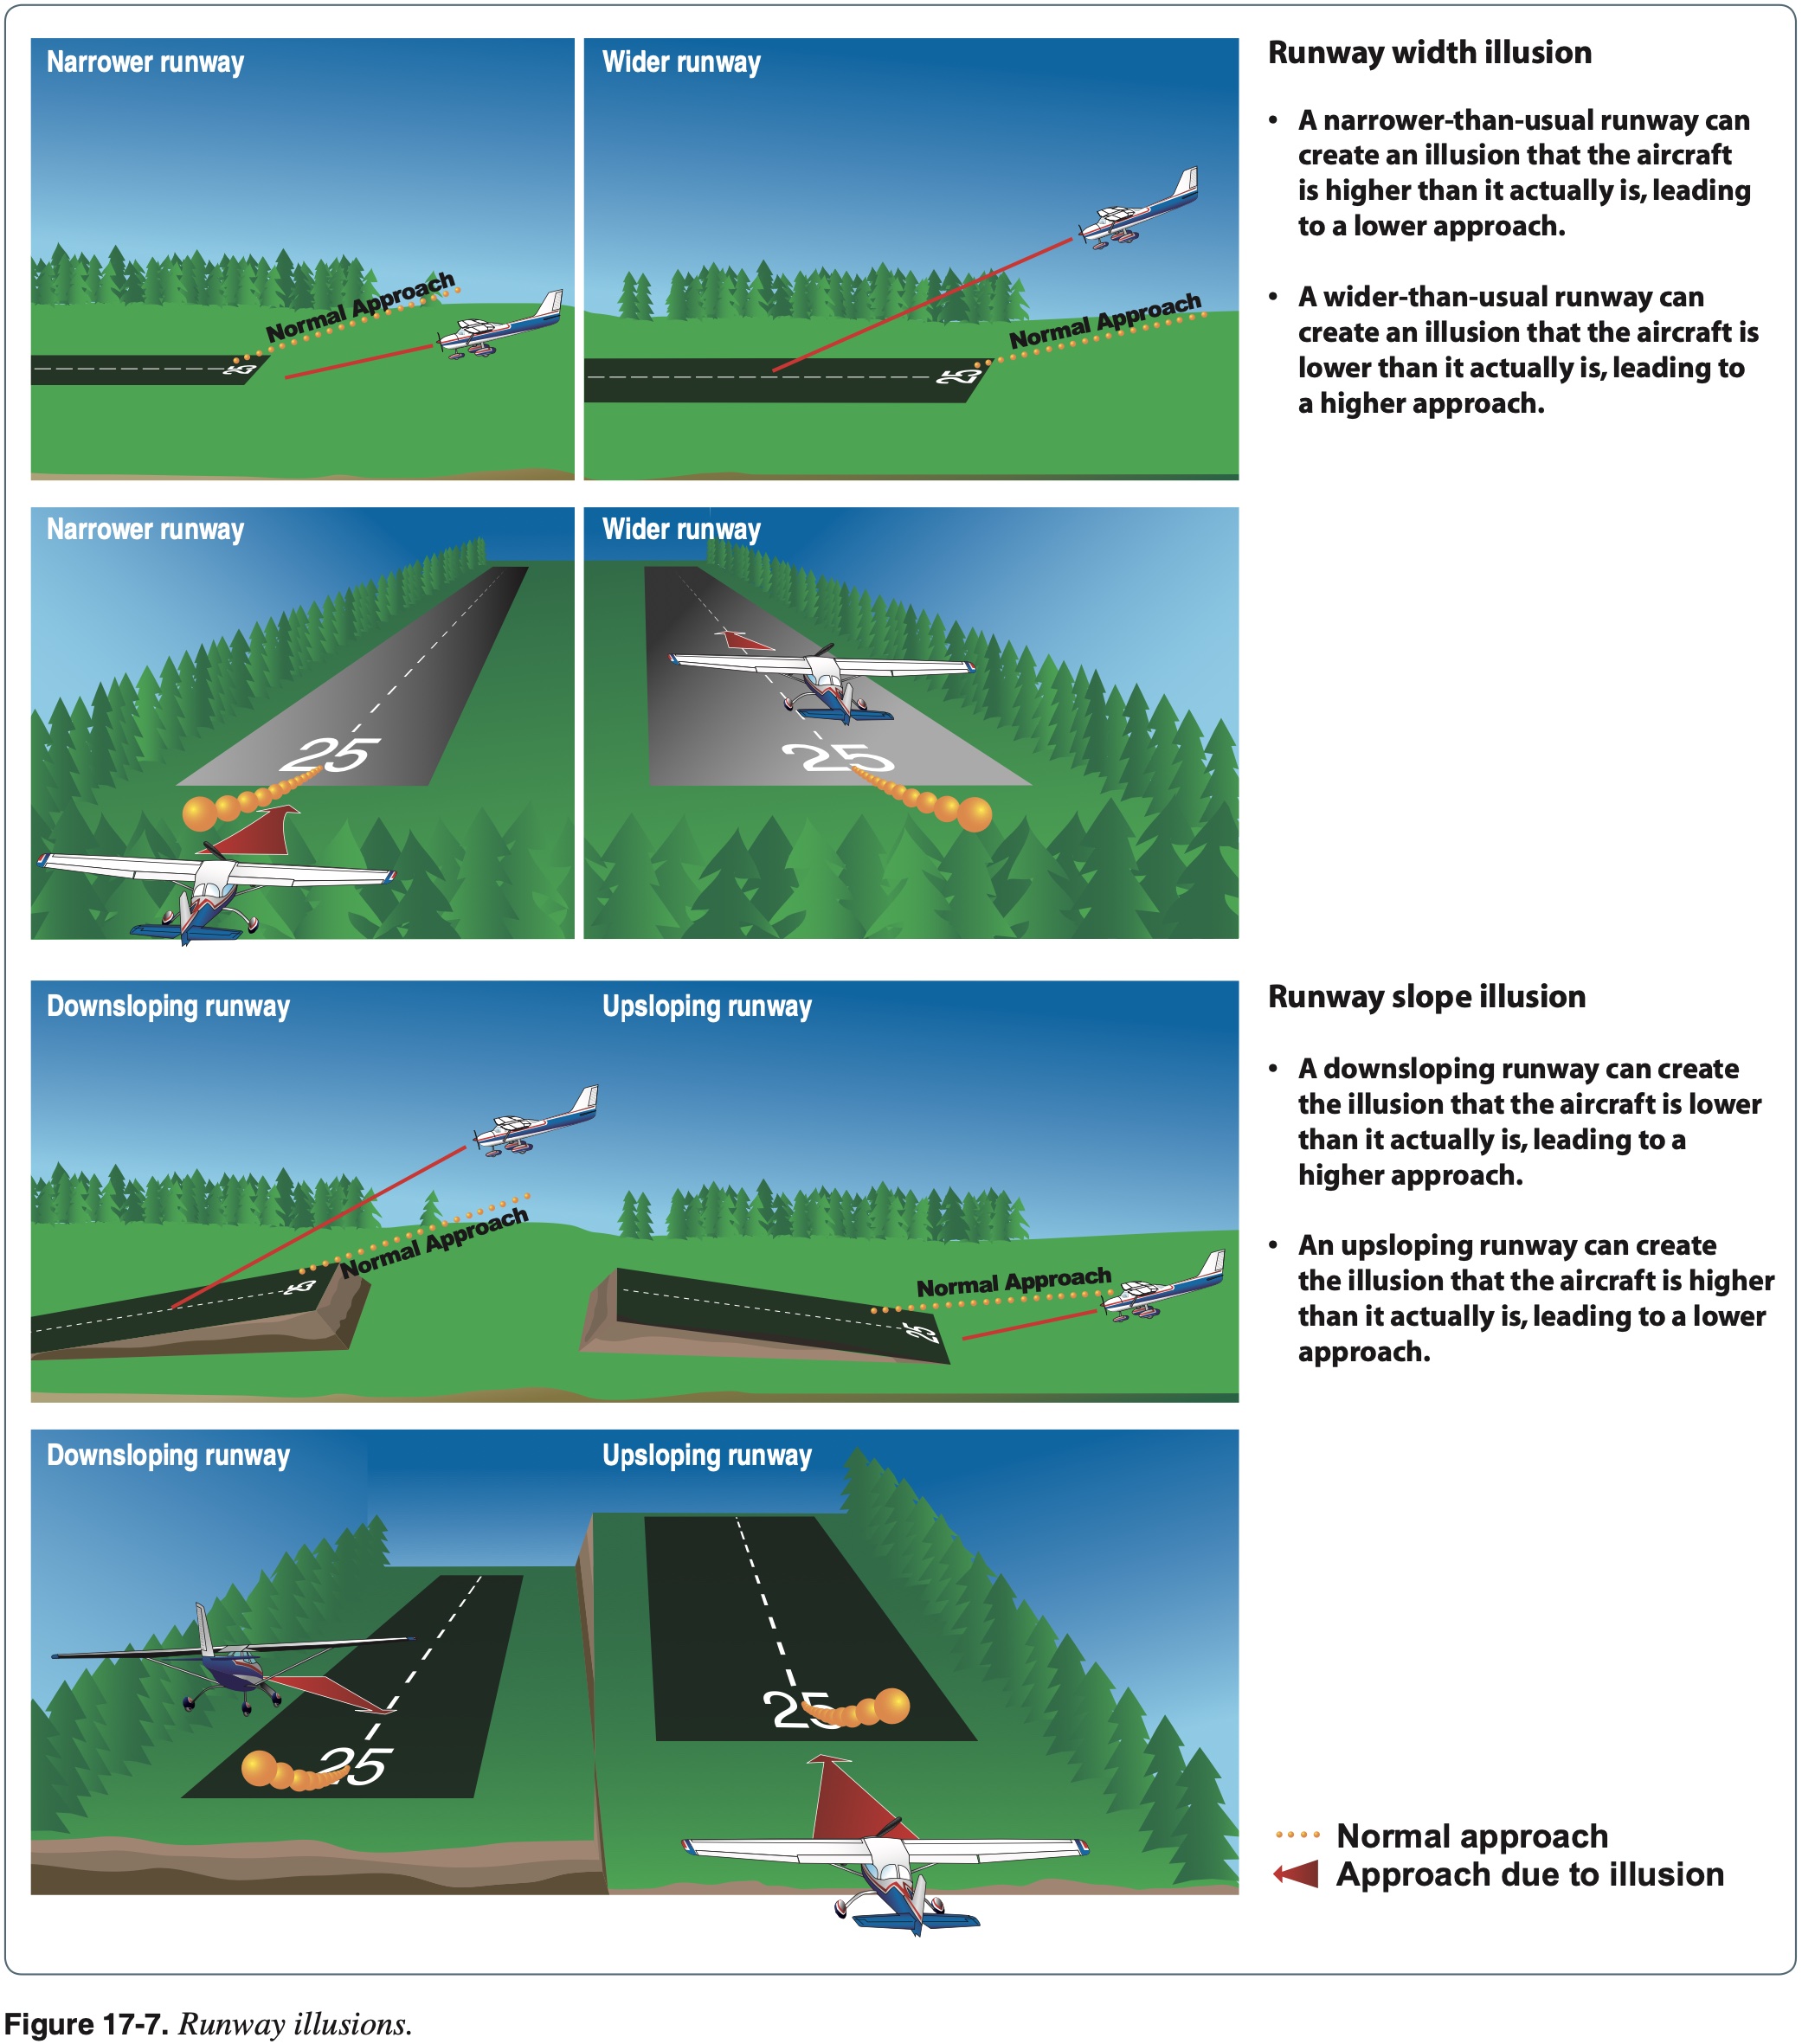 Narrower runway
Wider runway
Normal Approach
25
Normal Approach
25
Runway width illusion
• A narrower-than-usual runway can
create an illusion that the aircraft
is higher than it actually is, leading
to a lower approach.
• A wider-than-usual runway can
create an illusion that the aircraft is
lower than it actually is, leading to
a higher approach.
Narrower runway
Wider runway
25
25
Downsloping runway
Upsloping runway
Normal Approach
25
Normal Approach
25
Runway slope illusion
• A downsloping runway can create
the illusion that the aircraft is lower
than it actually is, leading to a
higher approach.
• An upsloping runway can create
the illusion that the aircraft is higher
than it actually is, leading to a lower
approach.
Downsloping runway
Upsloping runway
25
25
Normal approach
Approach due to illusion
Figure 17-7. Runway illusions.